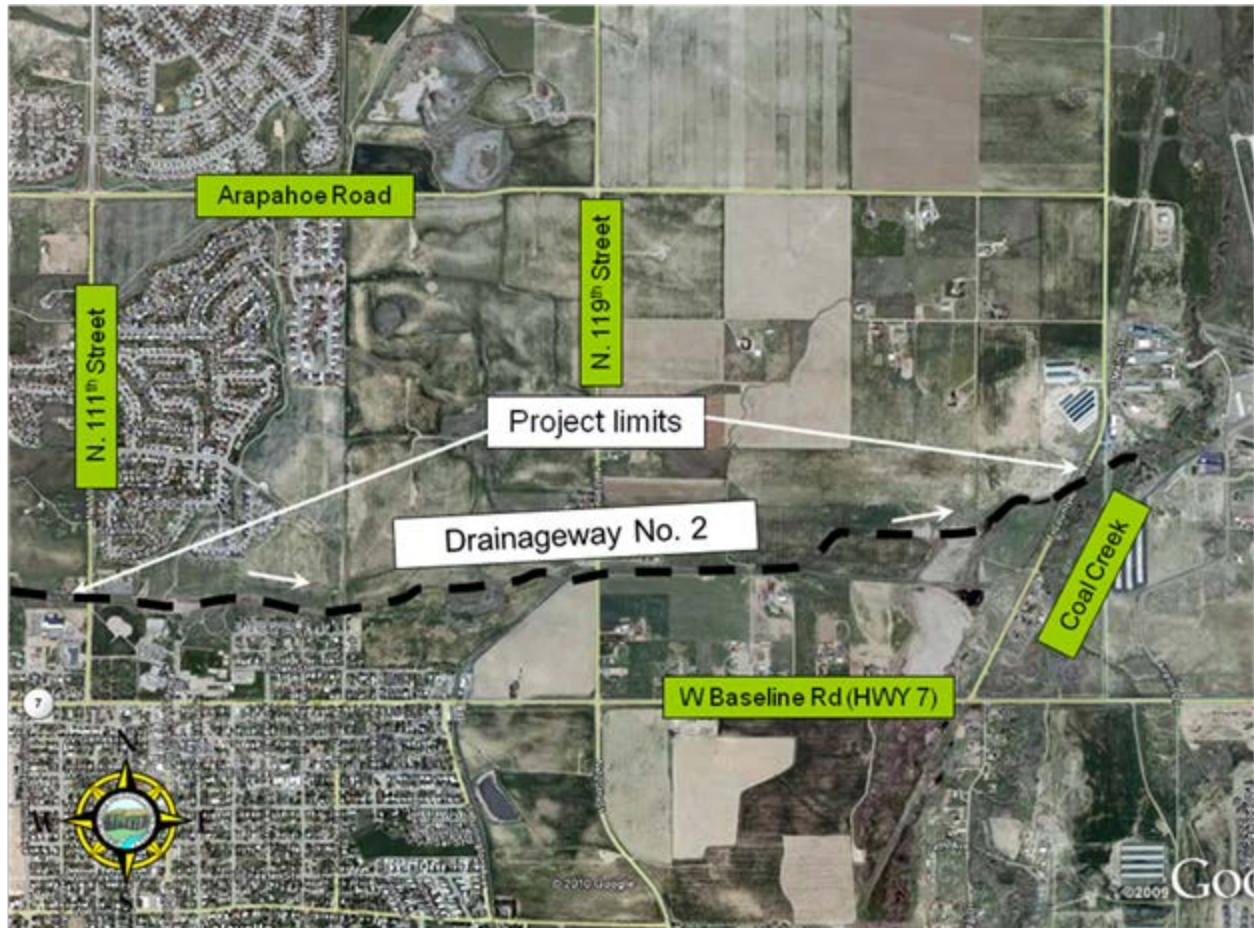 Arapahoe Road
N. 111th Street
N. 119th Street
Project limits
Drainageway No. 2
Coal Creek
W Baseline Rd (HWY 7)
7
N
W
E
S
© 2010 Google
©2009
Goo